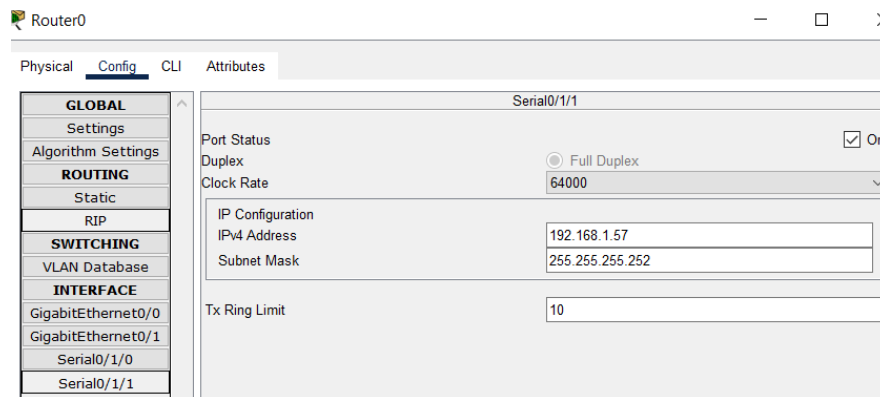 Router0
Physical Config CLI Attributes
GLOBAL
Settings
Algorithm Settings
ROUTING
Static
RIP
SWITCHING
VLAN Database
INTERFACE
GigabitEthernet0/0
GigabitEthernet0/1
Serial0/1/0
Serial0/1/1
Serial0/1/1
Port Status
Duplex Full Duplex
Clock Rate 64000
IP Configuration
IPv4 Address 192.168.1.57
Subnet Mask 255.255.255.252
Tx Ring Limit 10